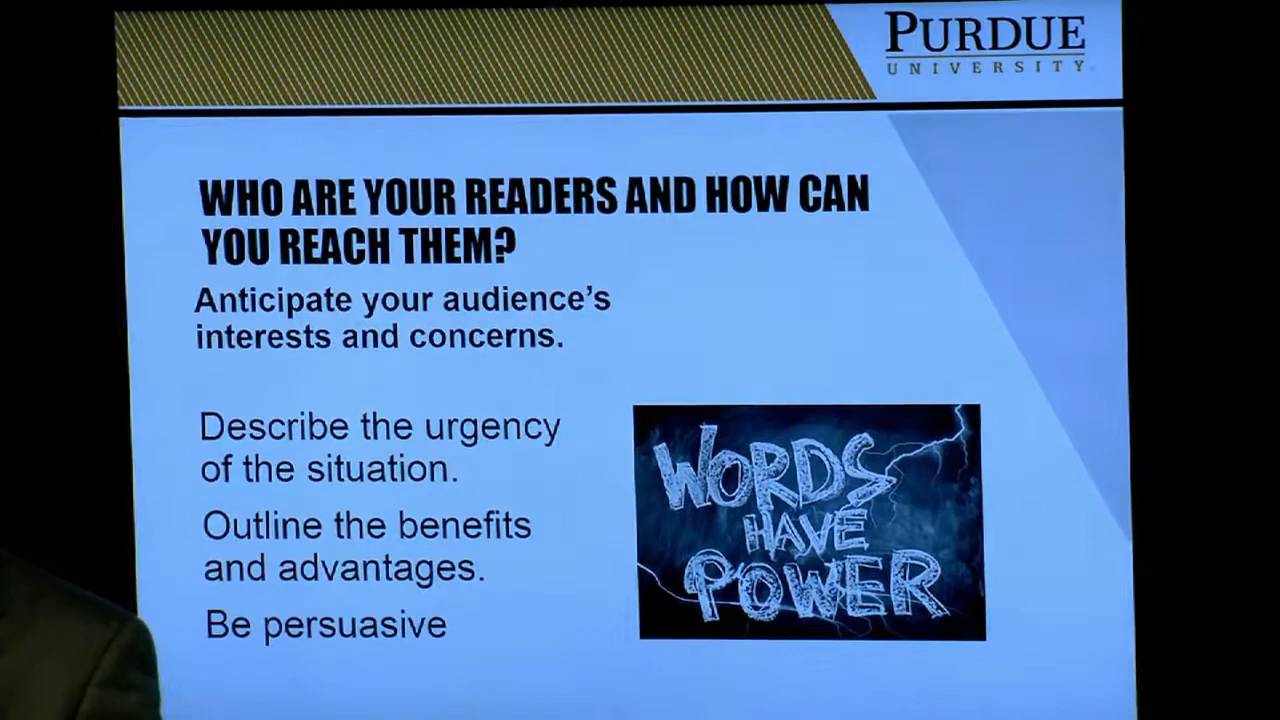 PURDUE
UNIVERSITY
WHO ARE YOUR READERS AND HOW CAN
YOU REACH THEM?
Anticipate your audience’s
interests and concerns.
Describe the urgency
of the situation.
Outline the benefits
and advantages.
Be persuasive
WORDS
HAVE
POWER